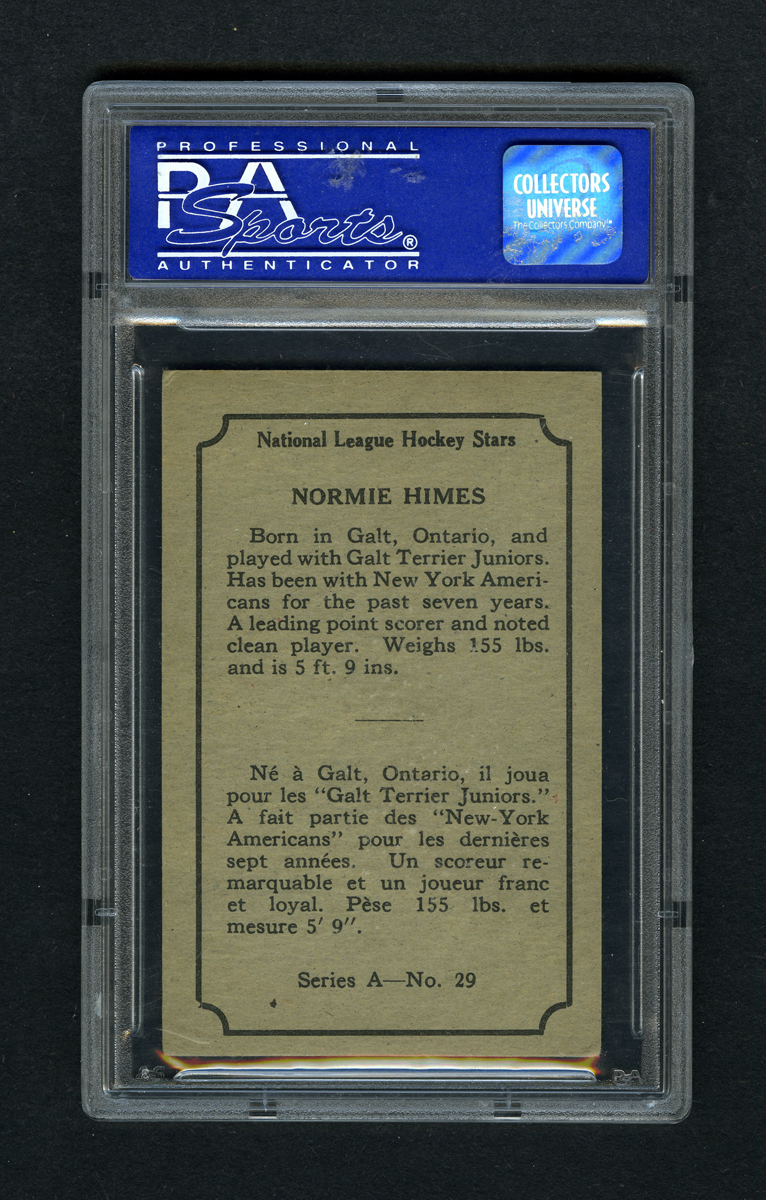 PROFESSIONAL
PSA
Sports®
AUTHENTICATOR
COLLECTORS
UNIVERSE
The Collectors Company™
National League Hockey Stars
NORMIE HIMES
Born in Galt, Ontario, and
played with Galt Terrier Juniors.
Has been with New York Ameri-
cans for the past seven years.
A leading point scorer and noted
clean player. Weighs 155 lbs.
and is 5 ft. 9 ins.
Né à Galt, Ontario, il joua
pour les "Galt Terrier Juniors."
A fait partie des "New-York
Americans" pour les dernières
sept années. Un scoreur re-
marquable et un joueur franc
et loyal. Pèse 155 lbs. et
mesure 5' 9".
Series A—No. 29